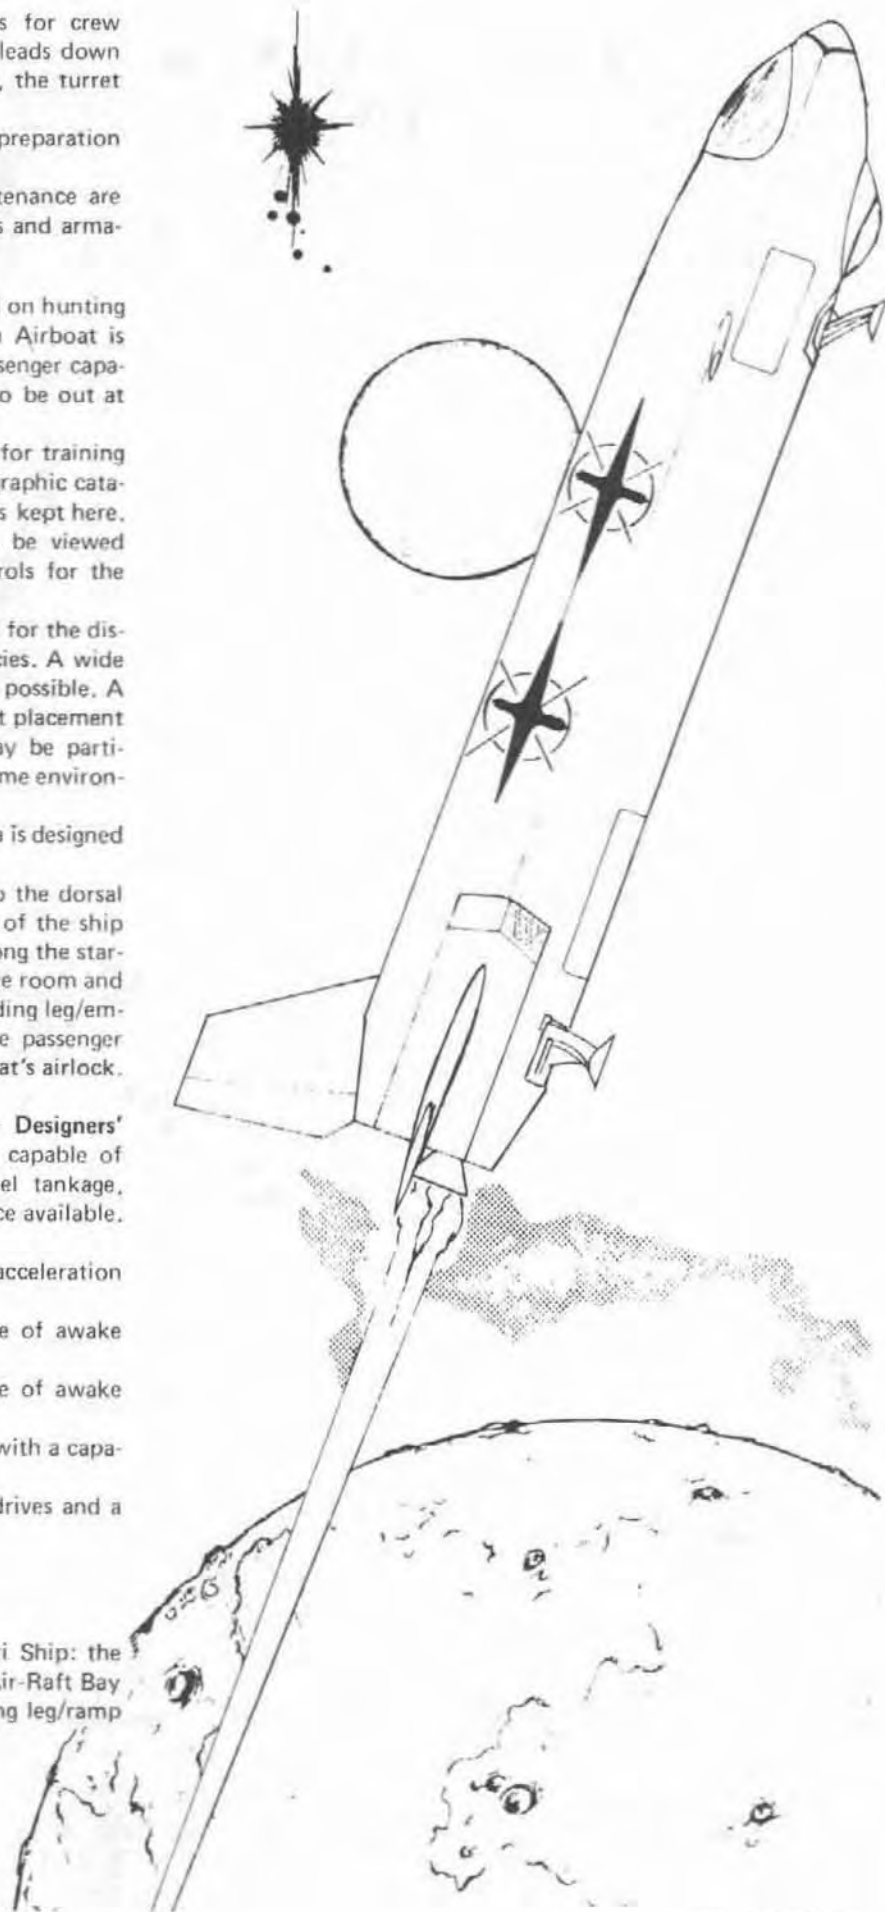 s for crew
leads down
, the turret
preparation
tenance are
s and arma-
on hunting
n Airboat is
senger capa-
o be out at
for training
raphic cata-
s kept here.
be viewed
rols for the
for the dis-
cies. A wide
possible. A
t placement
ay be parti-
me environ-
a is designed
o the dorsal
of the ship
ong the star-
e room and
ding leg/em-
e passenger
at's airlock.
Designers'
capable of
el tankage,
ce available.
acceleration
e of awake
e of awake
with a capa-
drives and a
ri Ship: the
Air-Raft Bay
ng leg/ramp